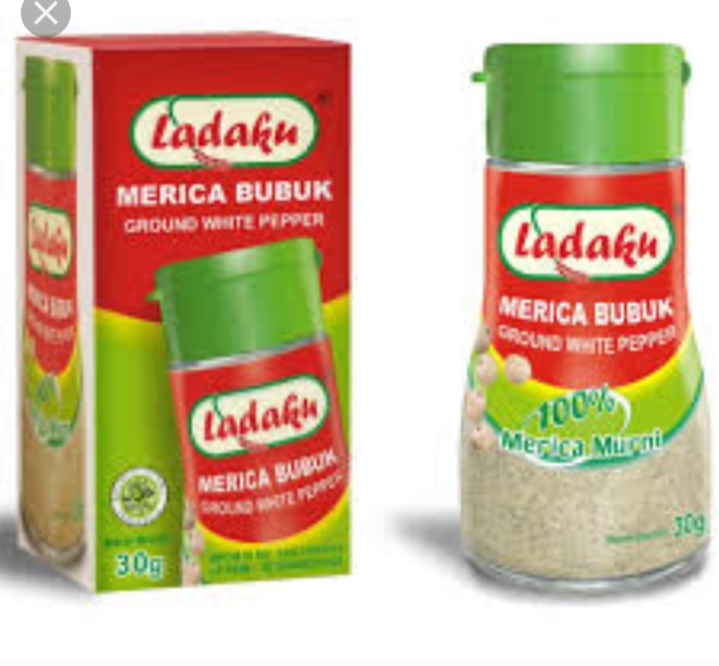 Ladaku
MERICA BUBUK
GROUND WHITE PEPPER
Ladaku
MERICA BUBUK
GROUND WHITE PEPPER
30g
Ladaku
Ladaku
MERICA BUBUK
GROUND WHITE PEPPER
100%
Merica Murni
30g